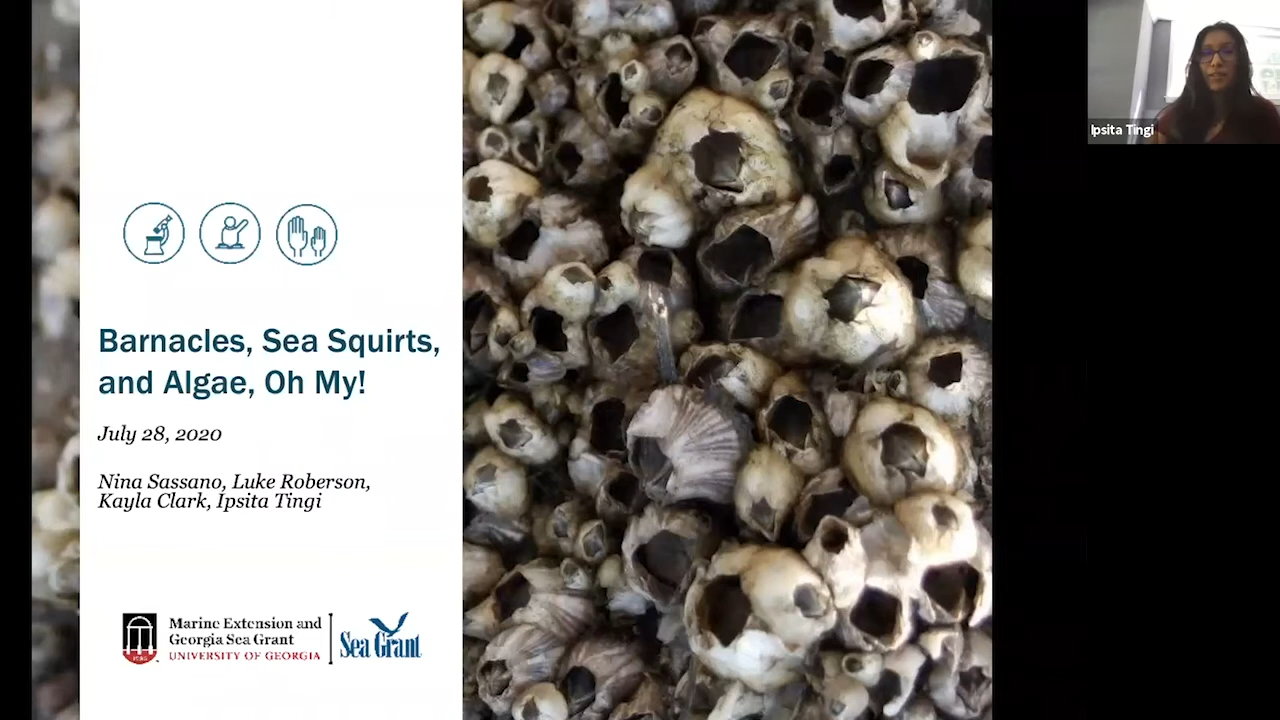 Barnacles, Sea Squirts,
and Algae, Oh My!
July 28, 2020
Nina Sassano, Luke Roberson,
Kayla Clark, Ipsita Tingi
Marine Extension and
Georgia Sea Grant
UNIVERSITY OF GEORGIA
Sea Grant
Ipsita Tingi